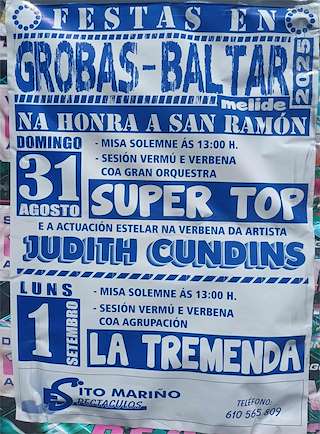 FESTAS EN
GROBAS-BALTAR
melide
2025
NA HONRA A SAN RAMÓN
DOMINGO
31
AGOSTO
- MISA SOLEMNE ÁS 13:00 H.
- SESIÓN VERMÚ E VERBENA
COA GRAN ORQUESTRA
SUPER TOP
E A ACTUACIÓN ESTELAR NA VERBENA DA ARTISTA
JUDITH CUNDINS
LUNS
1
SETEMBRO
- MISA SOLEMNE ÁS 13:00 H.
- SESIÓN VERMÚ E VERBENA
COA AGRUPACIÓN
LA TREMENDA
SITO MARIÑO
ESPECTACULOS
TELÉFONO:
610 565 809